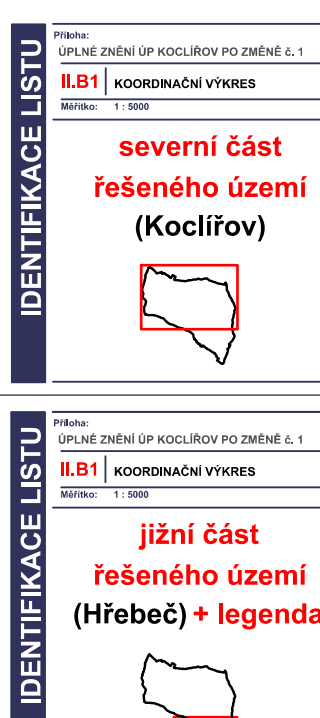 IDENTIFIKACE LISTU
Příloha:
ÚPLNÉ ZNĚNÍ ÚP KOCLÍŘOV PO ZMĚNĚ č. 1
II.B1 KOORDINAČNÍ VÝKRES
Měřítko: 1 : 5000
severní část
řešeného území
(Koclířov)
IDENTIFIKACE LISTU
Příloha:
ÚPLNÉ ZNĚNÍ ÚP KOCLÍŘOV PO ZMĚNĚ č. 1
II.B1 KOORDINAČNÍ VÝKRES
Měřítko: 1 : 5000
jižní část
řešeného území
(Hřebeč) + legenda